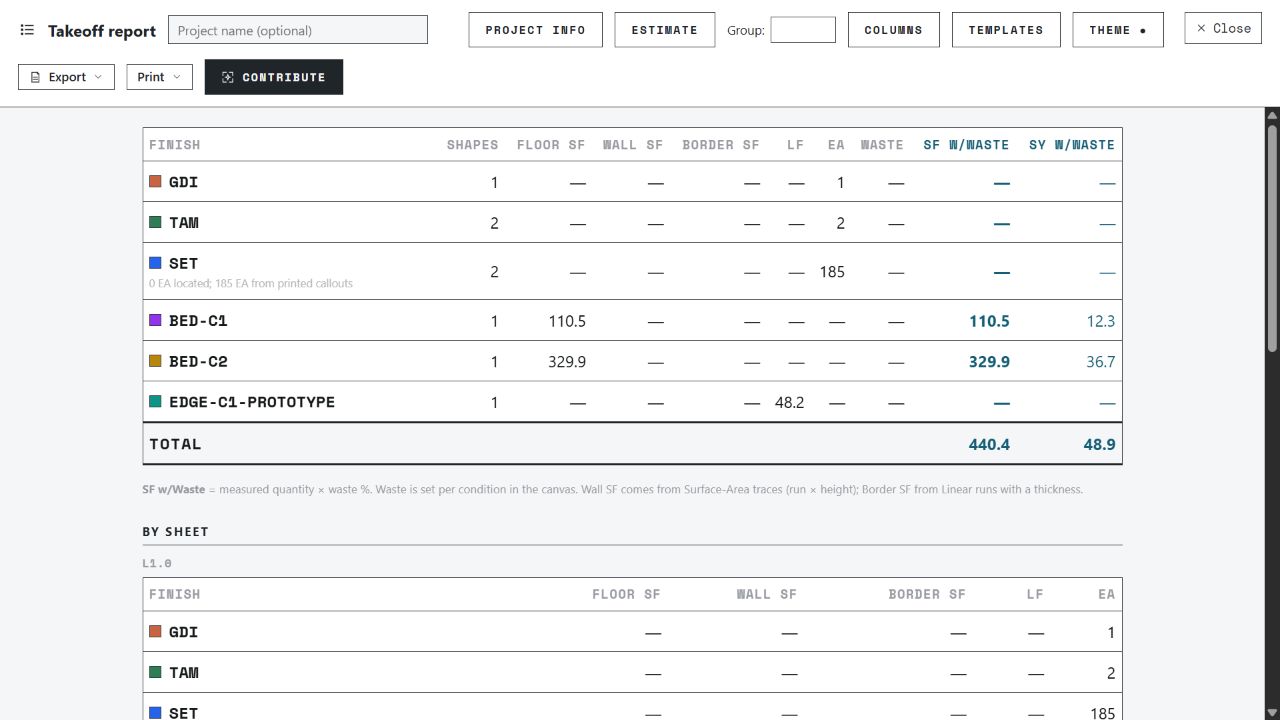 Takeoff report Project name (optional) PROJECT INFO ESTIMATE Group: COLUMNS TEMPLATES THEME ● × Close
Export Print CONTRIBUTE
FINISH SHAPES FLOOR SF WALL SF BORDER SF LF EA WASTE SF W/WASTE SY W/WASTE
GDI 1 — — — — 1 — — —
TAM 2 — — — — 2 — — —
SET 2 — — — — 185 — — —
0 EA located; 185 EA from printed callouts
BED-C1 1 110.5 — — — — — 110.5 12.3
BED-C2 1 329.9 — — — — — 329.9 36.7
EDGE-C1-PROTOTYPE 1 — — — 48.2 — — — —
TOTAL 440.4 48.9
SF w/Waste = measured quantity × waste %. Waste is set per condition in the canvas. Wall SF comes from Surface-Area traces (run × height); Border SF from Linear runs with a thickness.
BY SHEET
L1.0
FINISH FLOOR SF WALL SF BORDER SF LF EA
GDI — — — — 1
TAM — — — — 2
SET — — — — 185